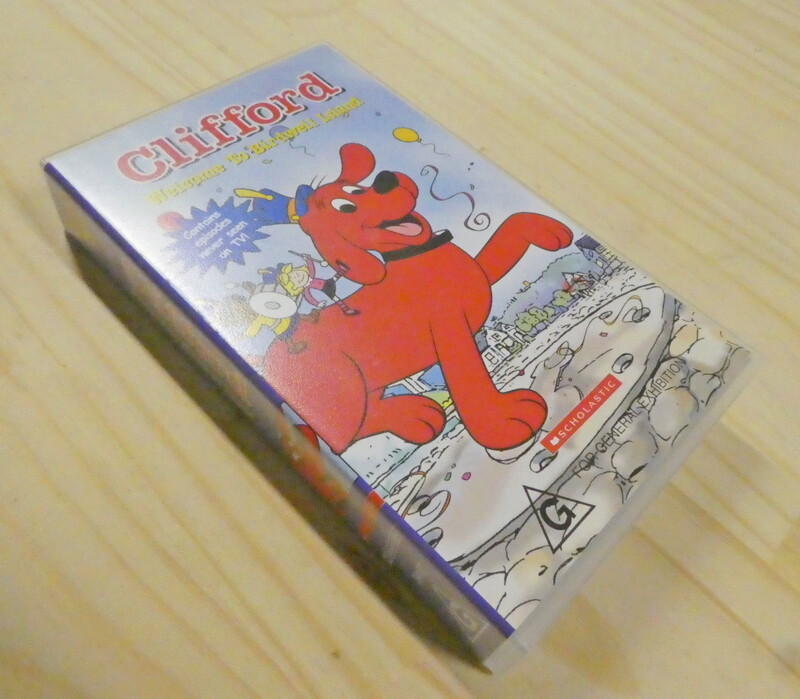 Clifford
Welcome To Birdwell Island
Contains
episodes
never seen
on TV!
SCHOLASTIC
FOR GENERAL EXHIBITION
G
G